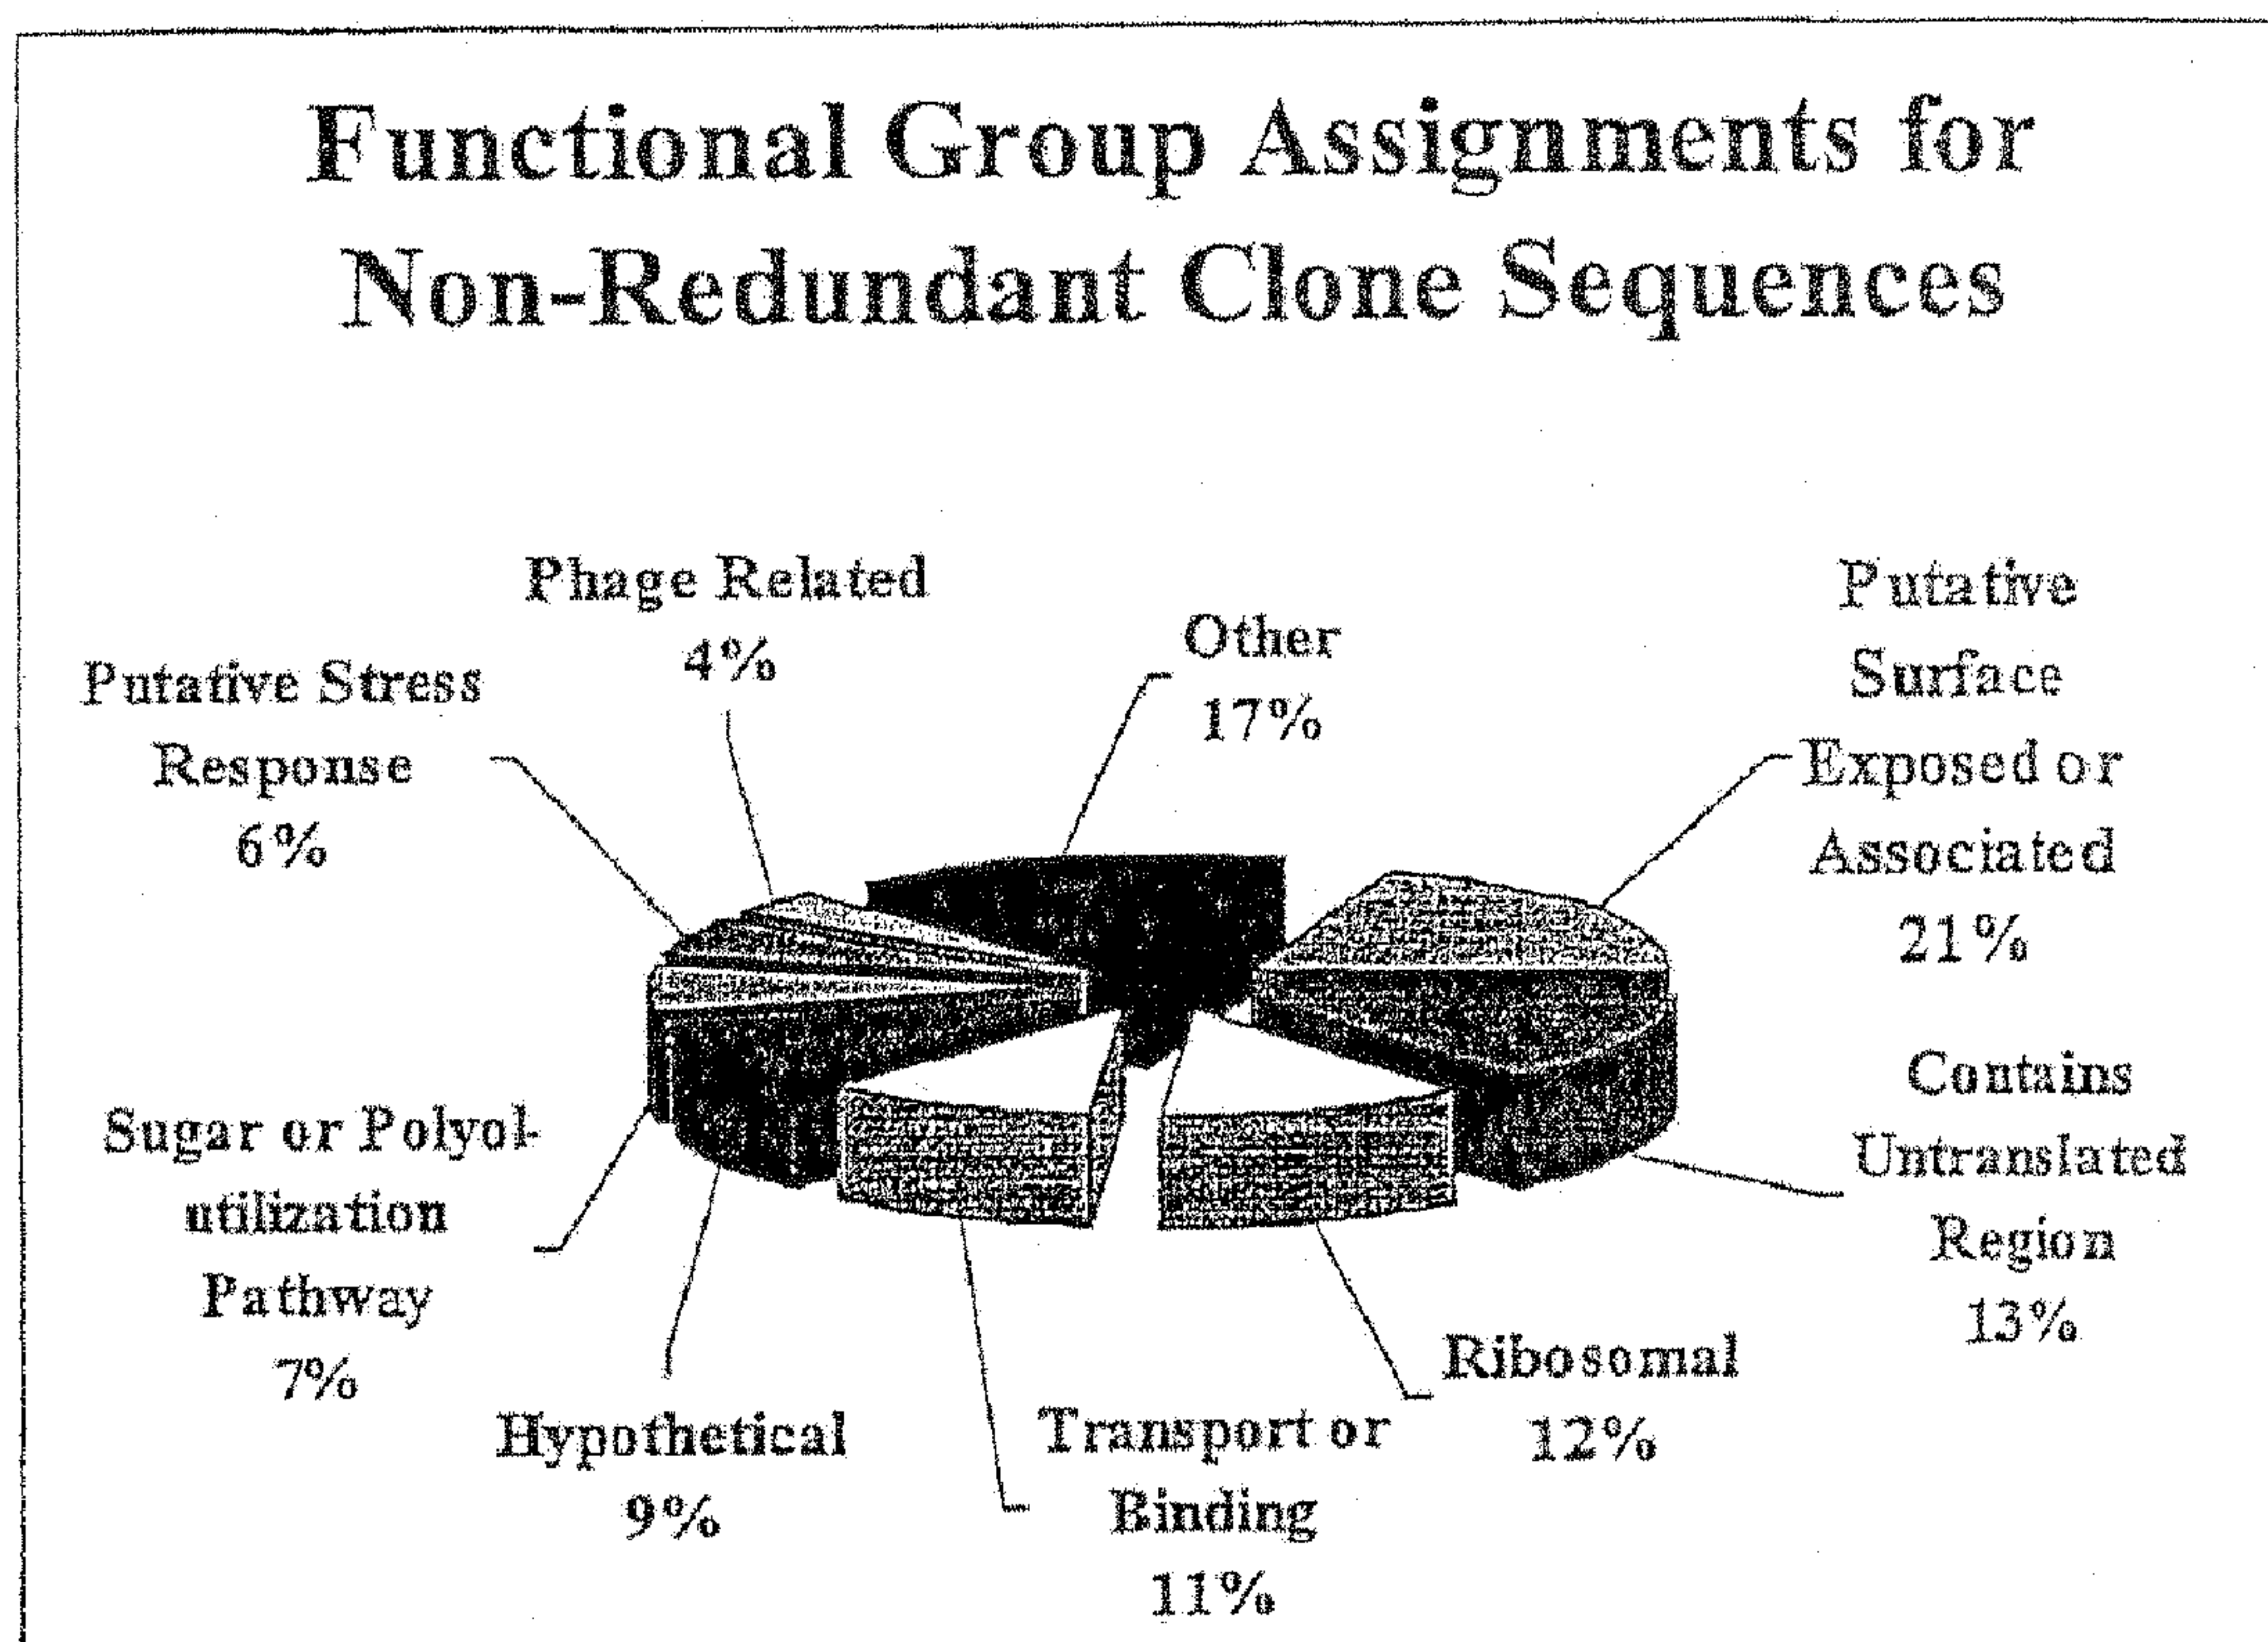 Functional Group Assignments for
Non-Redundant Clone Sequences
Phage Related
4%
Other
17%
Putative
Surface
Exposed or
Associated
21%
Putative Stress
Response
6%
Contains
Untranslated
Region
13%
Sugar or Polyol-
utilization
Pathway
7%
Ribosomal
12%
Hypothetical
9%
Transport or
Binding
11%